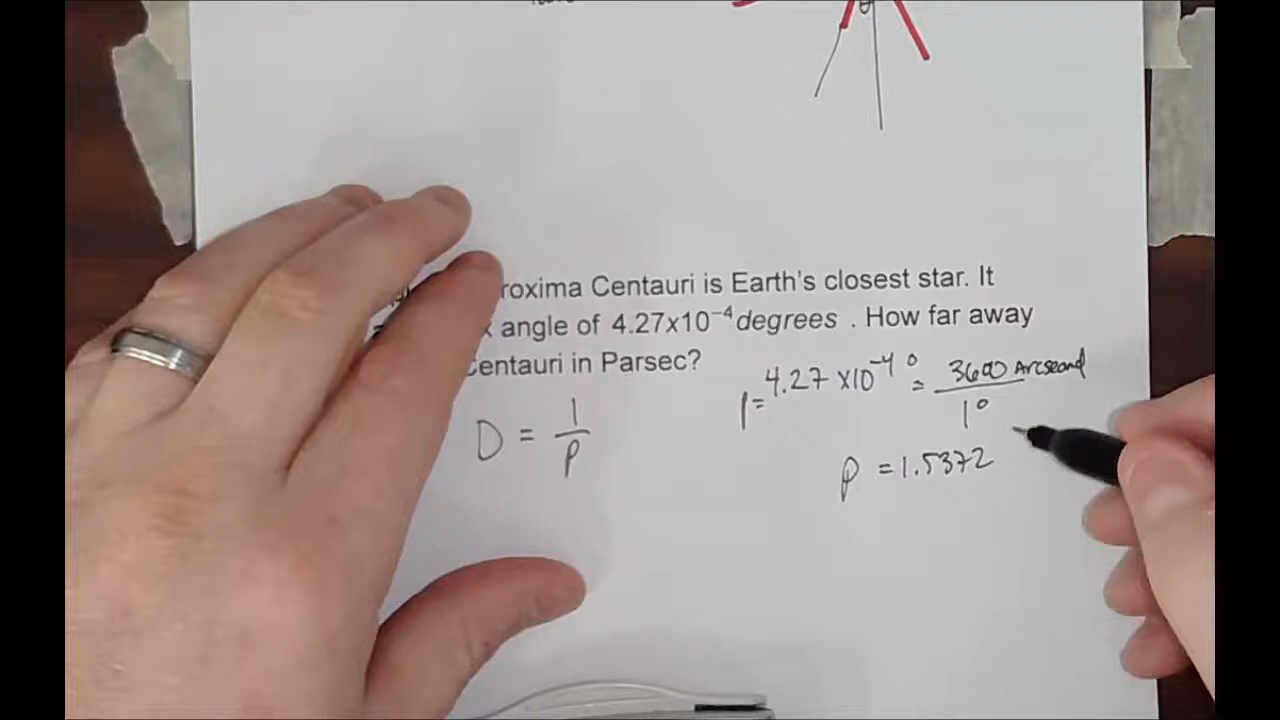 θ
roxima Centauri is Earth's closest star. It
x angle of 4.27x10⁻⁴ degrees . How far away
Centauri in Parsec?
P = 4.27 x10⁻⁴ ° = 3600 Arcsecond / 1°
D = 1 / P
P = 1.5372